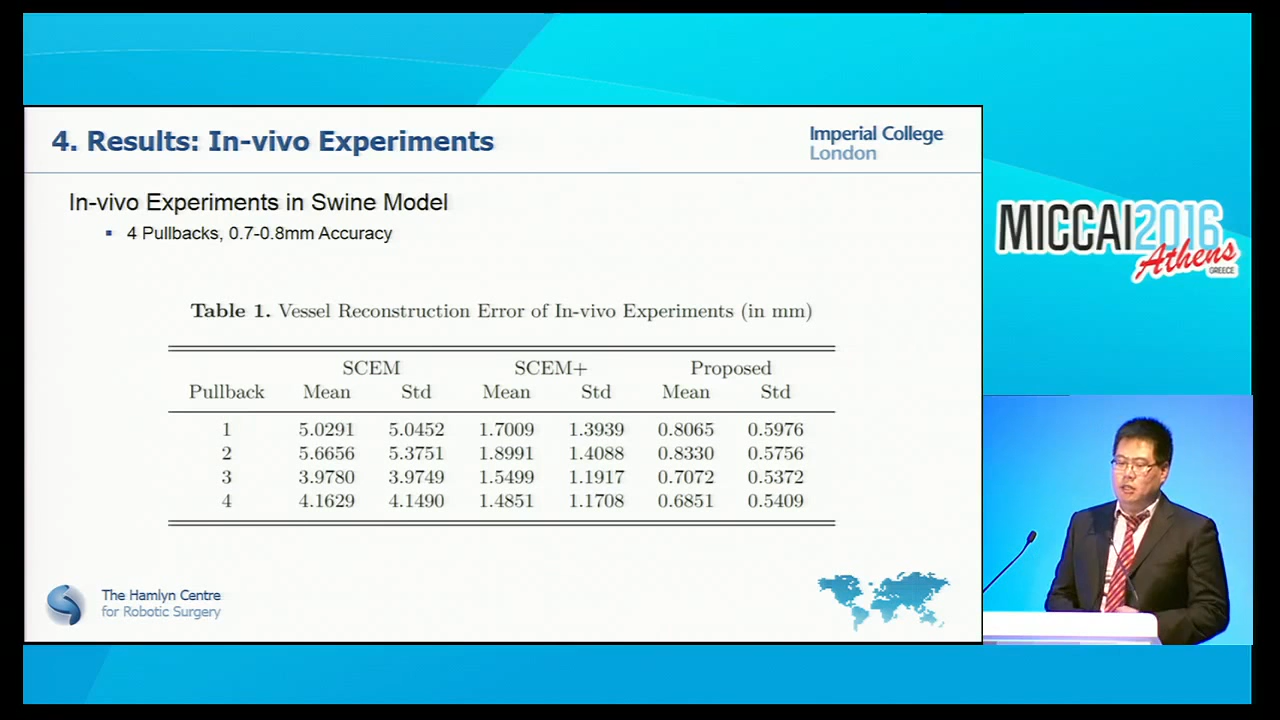 4. Results: In-vivo Experiments
Imperial College
London
In-vivo Experiments in Swine Model
▪ 4 Pullbacks, 0.7-0.8mm Accuracy
Table 1. Vessel Reconstruction Error of In-vivo Experiments (in mm)
SCEM SCEM+ Proposed
Pullback Mean Std Mean Std Mean Std
1 5.0291 5.0452 1.7009 1.3939 0.8065 0.5976
2 5.6656 5.3751 1.8991 1.4088 0.8330 0.5756
3 3.9780 3.9749 1.5499 1.1917 0.7072 0.5372
4 4.1629 4.1490 1.4851 1.1708 0.6851 0.5409
The Hamlyn Centre
for Robotic Surgery
MICCAI2016
Athens
GREECE